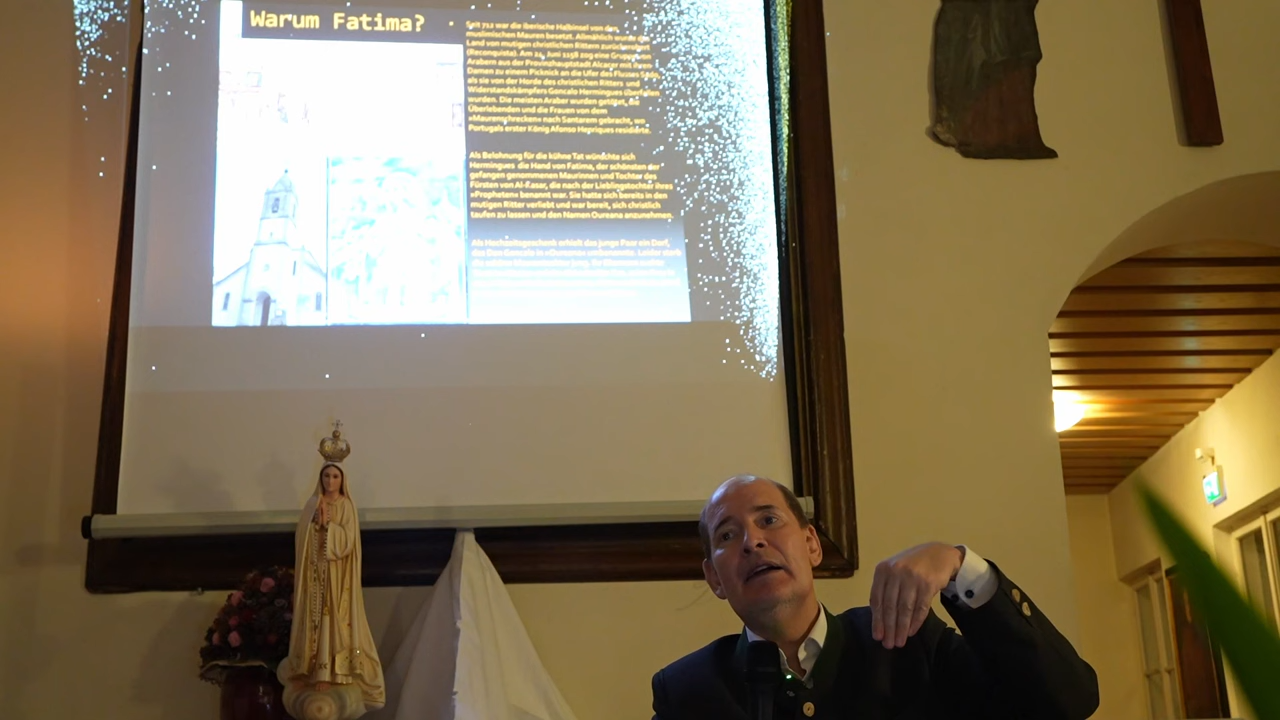 Warum Fatima?
Seit 711 war die Iberische Halbinsel von den
muslimischen Mauren besetzt. Allmählich wurde das
Land von mutigen christlichen Rittern zurückerobert
(Reconquista). Am 24. Juni 1158 zog eine Gruppe von
Arabern aus der Provinzhauptstadt Alcacer mit ihren
Damen zu einem Picknick an die Ufer des Flusses Sado,
als sie von der Horde des christlichen Ritters und
Widerstandskämpfers Goncalo Hermingues überfallen
wurden. Die meisten Araber wurden getötet, die
Überlebenden und die Frauen von dem
»Maurenschrecken« nach Santarem gebracht, wo
Portugals erster König Afonso Henriques residierte.
Als Belohnung für die kühne Tat wünschte sich
Hermingues die Hand von Fatima, der schönsten der
gefangen genommenen Maurinnen und Tochter des
Fürsten von Al-Kasar, die nach der Lieblingstochter ihres
»Propheten« benannt war. Sie hatte sich bereits in den
mutigen Ritter verliebt und war bereit, sich christlich
taufen zu lassen und den Namen Oureana anzunehmen.
Als Hochzeitsgeschenk erhielt das junge Paar ein Dorf,
das Don Goncalo in »Oureana« umbenannte. Leider starb